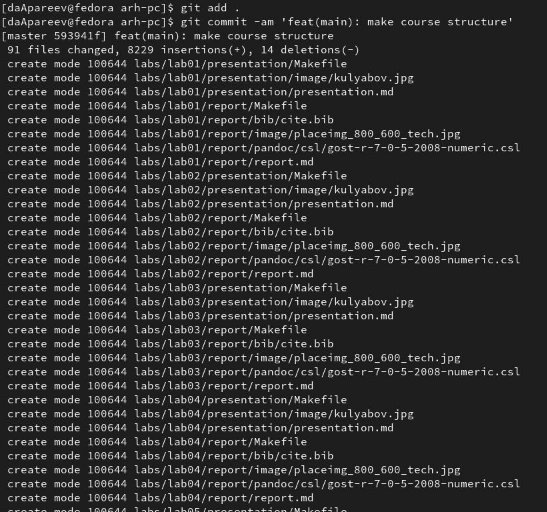 [daApareev@fedora arh-pc]$ git add .
[daApareev@fedora arh-pc]$ git commit -am 'feat(main): make course structure'
[master 593941f] feat(main): make course structure
 91 files changed, 8229 insertions(+), 14 deletions(-)
 create mode 100644 labs/lab01/presentation/Makefile
 create mode 100644 labs/lab01/presentation/image/kulyabov.jpg
 create mode 100644 labs/lab01/presentation/presentation.md
 create mode 100644 labs/lab01/report/Makefile
 create mode 100644 labs/lab01/report/bib/cite.bib
 create mode 100644 labs/lab01/report/image/placeimg_800_600_tech.jpg
 create mode 100644 labs/lab01/report/pandoc/csl/gost-r-7-0-5-2008-numeric.csl
 create mode 100644 labs/lab01/report/report.md
 create mode 100644 labs/lab02/presentation/Makefile
 create mode 100644 labs/lab02/presentation/image/kulyabov.jpg
 create mode 100644 labs/lab02/presentation/presentation.md
 create mode 100644 labs/lab02/report/Makefile
 create mode 100644 labs/lab02/report/bib/cite.bib
 create mode 100644 labs/lab02/report/image/placeimg_800_600_tech.jpg
 create mode 100644 labs/lab02/report/pandoc/csl/gost-r-7-0-5-2008-numeric.csl
 create mode 100644 labs/lab02/report/report.md
 create mode 100644 labs/lab03/presentation/Makefile
 create mode 100644 labs/lab03/presentation/image/kulyabov.jpg
 create mode 100644 labs/lab03/presentation/presentation.md
 create mode 100644 labs/lab03/report/Makefile
 create mode 100644 labs/lab03/report/bib/cite.bib
 create mode 100644 labs/lab03/report/image/placeimg_800_600_tech.jpg
 create mode 100644 labs/lab03/report/pandoc/csl/gost-r-7-0-5-2008-numeric.csl
 create mode 100644 labs/lab03/report/report.md
 create mode 100644 labs/lab04/presentation/Makefile
 create mode 100644 labs/lab04/presentation/image/kulyabov.jpg
 create mode 100644 labs/lab04/presentation/presentation.md
 create mode 100644 labs/lab04/report/Makefile
 create mode 100644 labs/lab04/report/bib/cite.bib
 create mode 100644 labs/lab04/report/image/placeimg_800_600_tech.jpg
 create mode 100644 labs/lab04/report/pandoc/csl/gost-r-7-0-5-2008-numeric.csl
 create mode 100644 labs/lab04/report/report.md
 create mode 100644 labs/lab05/presentation/Makefile